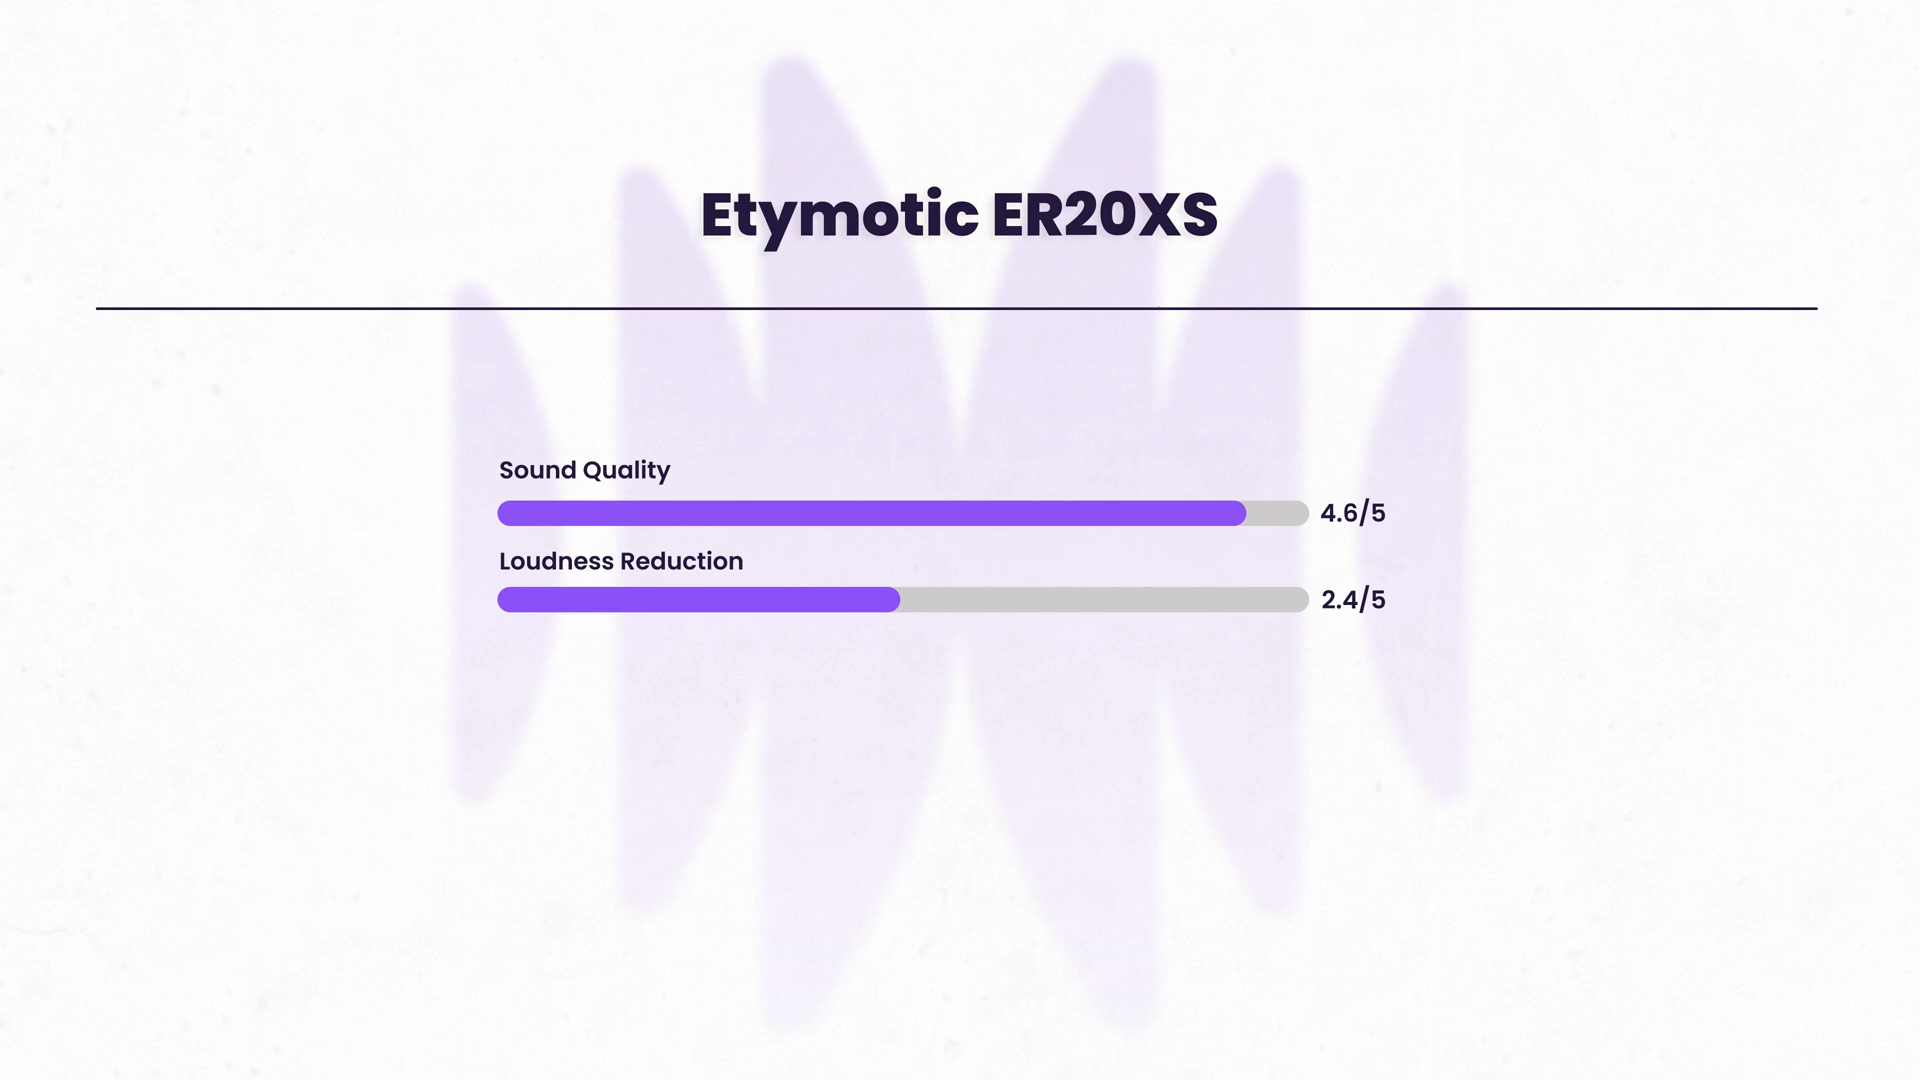 Etymotic ER20XS
Sound Quality
4.6/5
Loudness Reduction
2.4/5